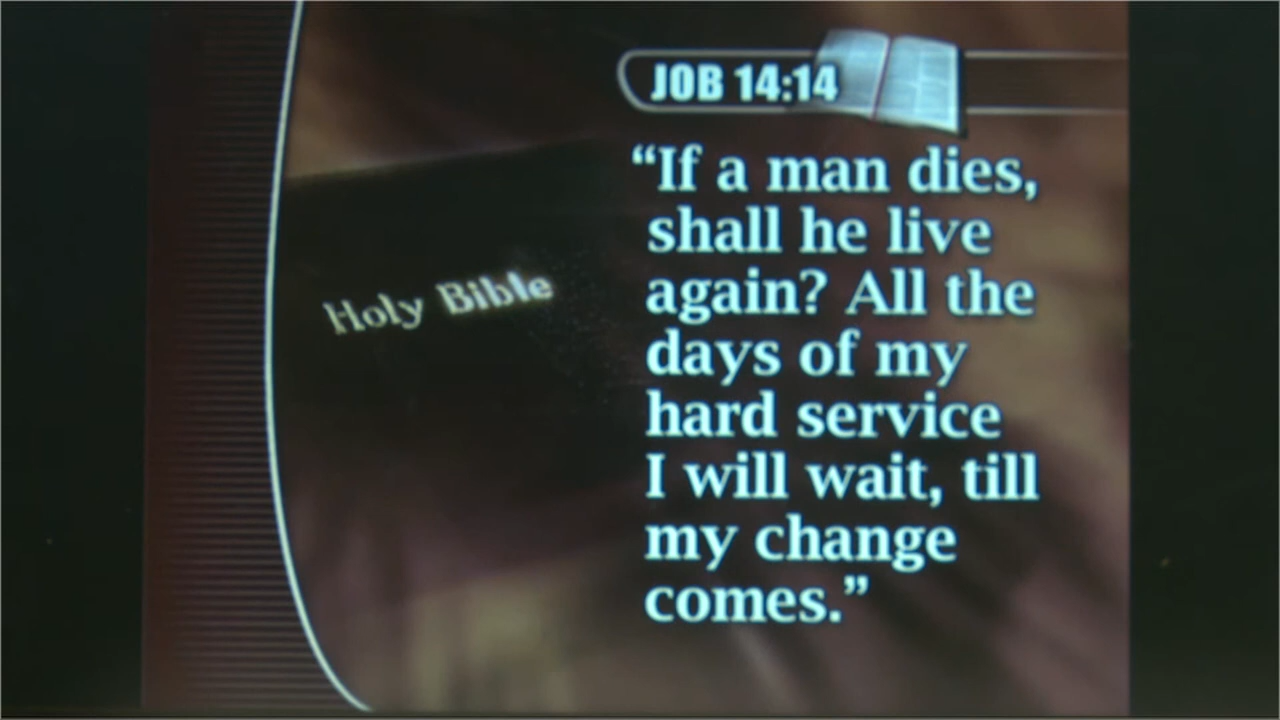 JOB 14:14
“If a man dies,
shall he live
again? All the
days of my
hard service
I will wait, till
my change
comes.”
Holy Bible